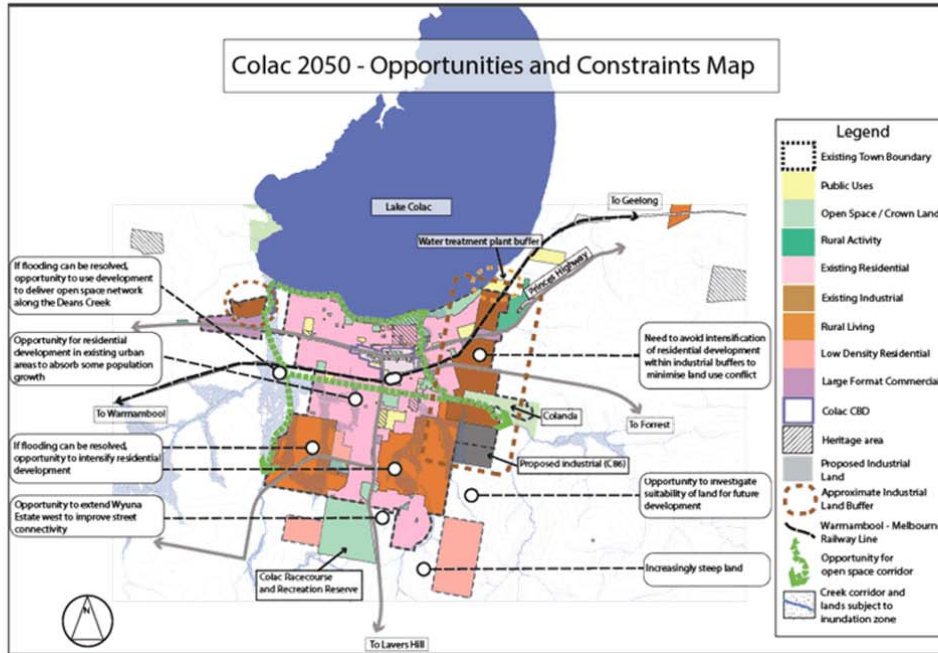 Colac 2050 - Opportunities and Constraints Map
Lake Colac
To Geelong
Water treatment plant buffer
Princes Highway
If flooding can be resolved,
opportunity to use development
to deliver open space network
along the Deans Creek
Opportunity for residential
development in existing urban
areas to absorb some population
growth
To Warrnambool
If flooding can be resolved,
opportunity to intensify residential
development
Opportunity to extend Wyuna
Estate west to improve street
connectivity
Colac Racecourse
and Recreation Reserve
To Lavers Hill
Need to avoid intensification
of residential development
within industrial buffers to
minimise land use conflict
Colanda
To Forrest
Proposed industrial (C86)
Opportunity to investigate
suitability of land for future
development
Increasingly steep land
N
Legend
Existing Town Boundary
Public Uses
Open Space / Crown Land
Rural Activity
Existing Residential
Existing Industrial
Rural Living
Low Density Residential
Large Format Commercial
Colac CBD
Heritage area
Proposed Industrial
Land
Approximate Industrial
Land Buffer
Warrnambool - Melbourne
Railway Line
Opportunity for
open space corridor
Creek corridor and
lands subject to
inundation zone